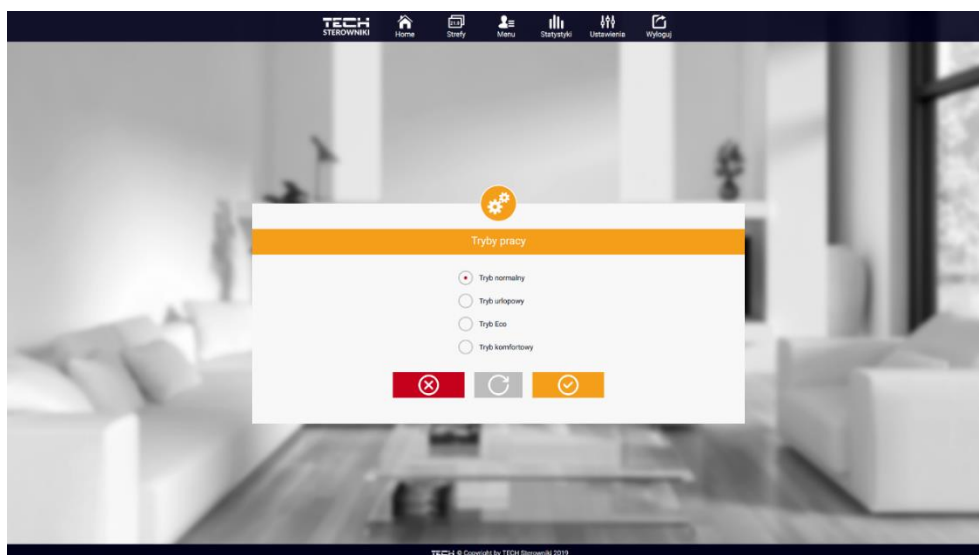 TECH
STEROWNIKI
Home
Strefy
Menu
Statystyki
Ustawienia
Wyloguj
Tryby pracy
Tryb normalny
Tryb urlopowy
Tryb Eco
Tryb komfortowy
TECH © Copyright by TECH Sterowniki 2019